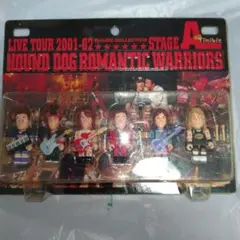 LIVE TOUR 2001-02 ★★★★★★ STAGE A
HOUND DOG ROMANTIC WARRIORS